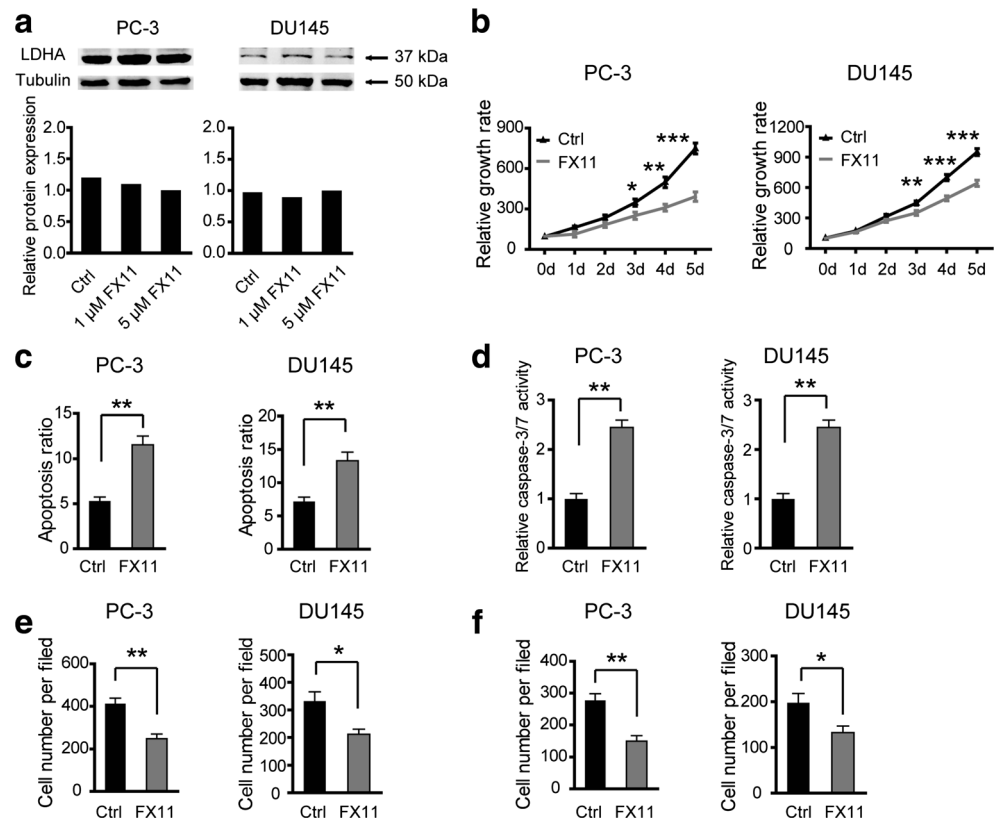 a
PC-3
DU145
LDHA
37 kDa
Tubulin
50 kDa
Relative protein expression
2.0
1.5
1.0
0.5
0.0
Ctrl
1 µM FX11
5 µM FX11
2.0
1.5
1.0
0.5
0.0
Ctrl
1 µM FX11
5 µM FX11
b
PC-3
Relative growth rate
900
600
300
0
Ctrl
FX11
*
**
***
0d 1d 2d 3d 4d 5d
DU145
Relative growth rate
1200
900
600
300
0
Ctrl
FX11
**
***
***
0d 1d 2d 3d 4d 5d
c
PC-3
Apoptosis ratio
15
10
5
0
**
Ctrl FX11
DU145
Apoptosis ratio
20
15
10
5
0
**
Ctrl FX11
d
PC-3
Relative caspase-3/7 activity
3
2
1
0
**
Ctrl FX11
DU145
Relative caspase-3/7 activity
3
2
1
0
**
Ctrl FX11
e
PC-3
Cell number per filed
600
400
200
0
**
Ctrl FX11
DU145
Cell number per field
500
400
300
200
100
0
*
Ctrl FX11
f
PC-3
Cell number per filed
400
300
200
100
0
**
Ctrl FX11
DU145
Cell number per filed
300
200
100
0
*
Ctrl FX11